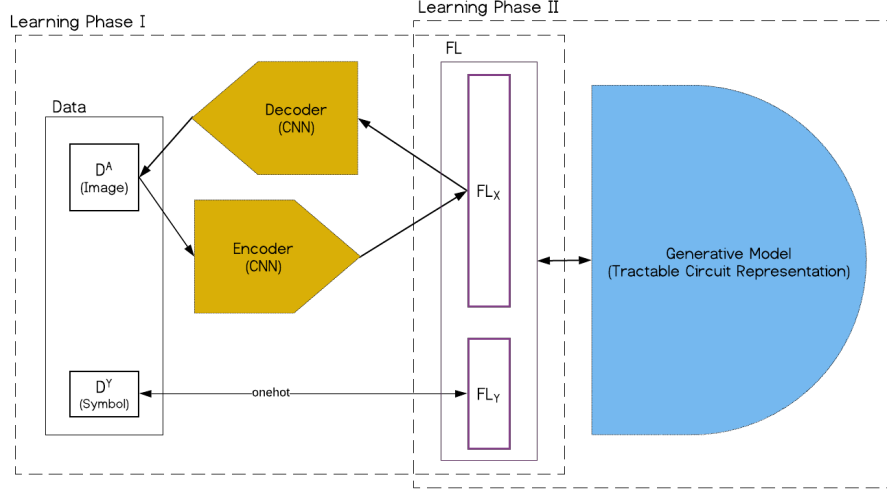 Learning Phase I
Learning Phase II
FL
Data
Decoder
(CNN)
D^A
(Image)
FL_X
Encoder
(CNN)
Generative Model
(Tractable Circuit Representation)
D^Y
(Symbol)
onehot
FL_Y